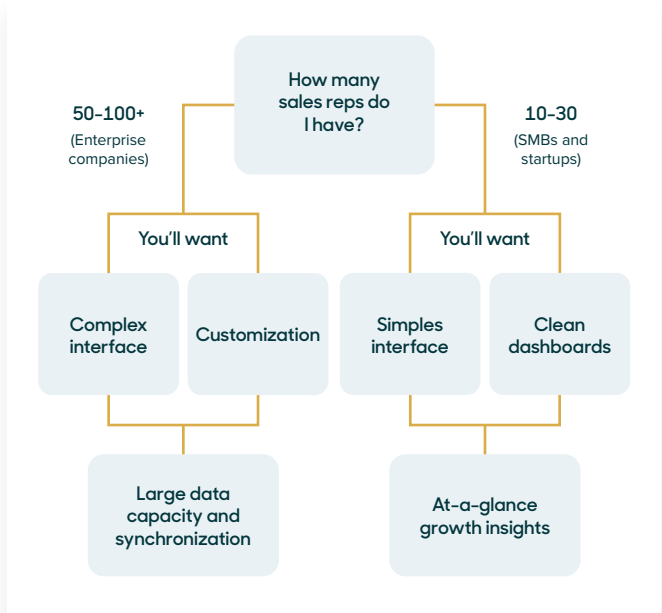 How many
sales reps do
I have?
50-100+
(Enterprise
companies)
10-30
(SMBs and
startups)
You'll want
You'll want
Complex
interface
Customization
Simples
interface
Clean
dashboards
Large data
capacity and
synchronization
At-a-glance
growth insights